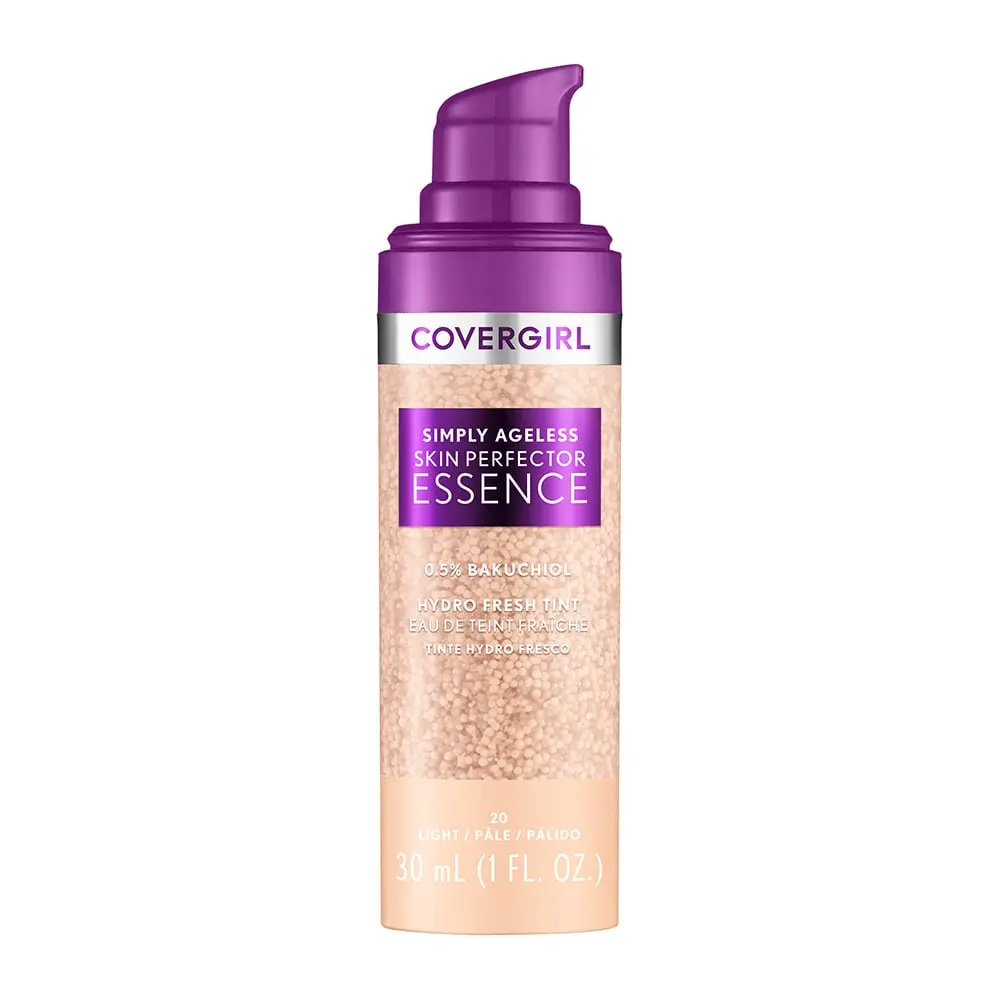 COVERGIRL
SIMPLY AGELESS
SKIN PERFECTOR
ESSENCE
0.5% BAKUCHIOL
HYDRO FRESH TINT
EAU DE TEINT FRAÎCHE
TINTE HYDRO FRESCO
20
LIGHT / PÂLE / PÁLIDO
30 mL (1 FL. OZ.)